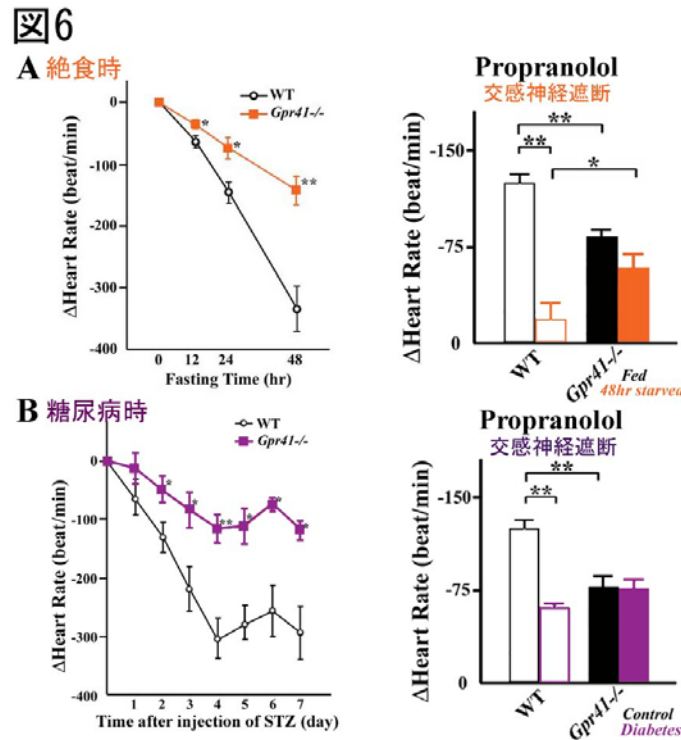 図6
A 絶食時
WT
Gpr41-/-
ΔHeart Rate (beat/min)
0
-100
-200
-300
-400
*
*
**
0 12 24 48
Fasting Time (hr)
Propranolol
交感神経遮断
ΔHeart Rate (beat/min)
-150
-75
0
**
**
*
WT
Gpr41-/-
Fed
48hr starved
B 糖尿病時
WT
Gpr41-/-
ΔHeart Rate (beat/min)
0
-100
-200
-300
-400
*
*
**
*
*
*
1 2 3 4 5 6 7
Time after injection of STZ (day)
Propranolol
交感神経遮断
ΔHeart Rate (beat/min)
-150
-75
0
**
**
WT
Gpr41-/-
Control
Diabetes